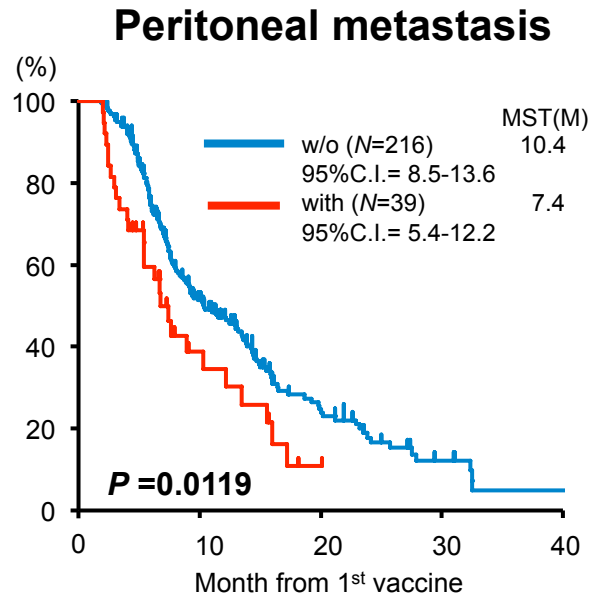 Peritoneal metastasis
(%)
MST(M)
w/o (N=216) 10.4
95%C.I.= 8.5-13.6
with (N=39) 7.4
95%C.I.= 5.4-12.2
100
80
60
40
20
0
P =0.0119
0 10 20 30 40
Month from 1st vaccine